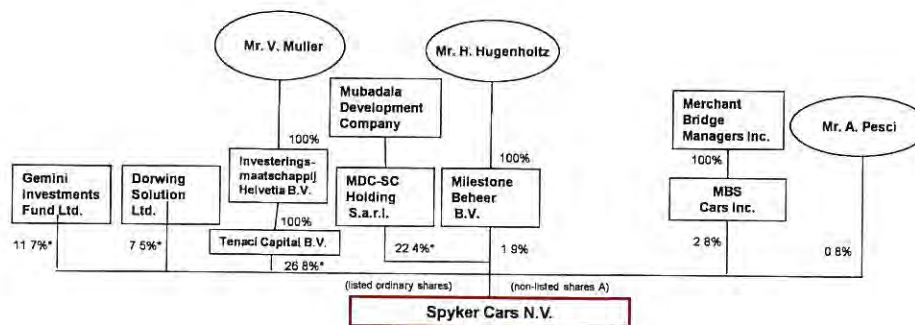 Mr. V. Muller
Mr. H. Hugenholtz
Mubadala
Development
Company
Merchant
Bridge
Managers Inc.
Mr. A. Pesci
100%
100%
100%
Gemini
Investments
Fund Ltd.
Dorwing
Solution
Ltd.
Investerings-
maatschappij
Helvetia B.V.
MDC-SC
Holding
S.a.r.l.
Milestone
Beheer
B.V.
MBS
Cars Inc.
100%
Tenaci Capital B.V.
11 7%*
7 5%*
26 8%*
22 4%*
1 9%
2 8%
0 8%
(listed ordinary shares)
(non-listed shares A)
Spyker Cars N.V.